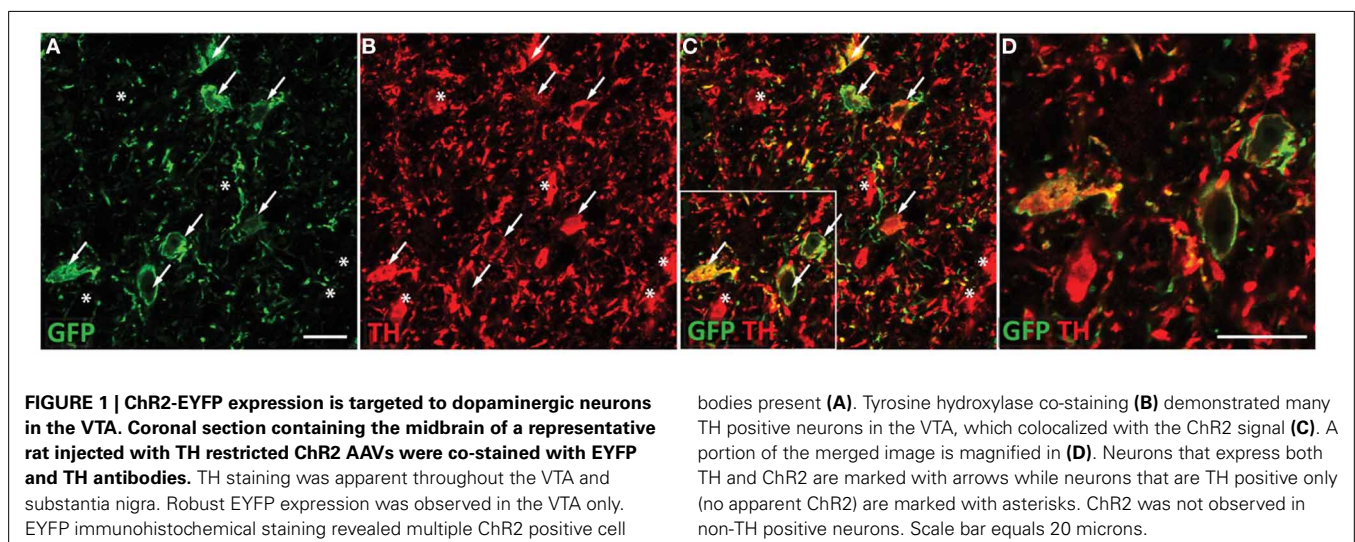 A
B
C
D
GFP
TH
GFP TH
GFP TH
FIGURE 1 | ChR2-EYFP expression is targeted to dopaminergic neurons
in the VTA. Coronal section containing the midbrain of a representative
rat injected with TH restricted ChR2 AAVs were co-stained with EYFP
and TH antibodies. TH staining was apparent throughout the VTA and
substantia nigra. Robust EYFP expression was observed in the VTA only.
EYFP immunohistochemical staining revealed multiple ChR2 positive cell
bodies present (A). Tyrosine hydroxylase co-staining (B) demonstrated many
TH positive neurons in the VTA, which colocalized with the ChR2 signal (C). A
portion of the merged image is magnified in (D). Neurons that express both
TH and ChR2 are marked with arrows while neurons that are TH positive only
(no apparent ChR2) are marked with asterisks. ChR2 was not observed in
non-TH positive neurons. Scale bar equals 20 microns.